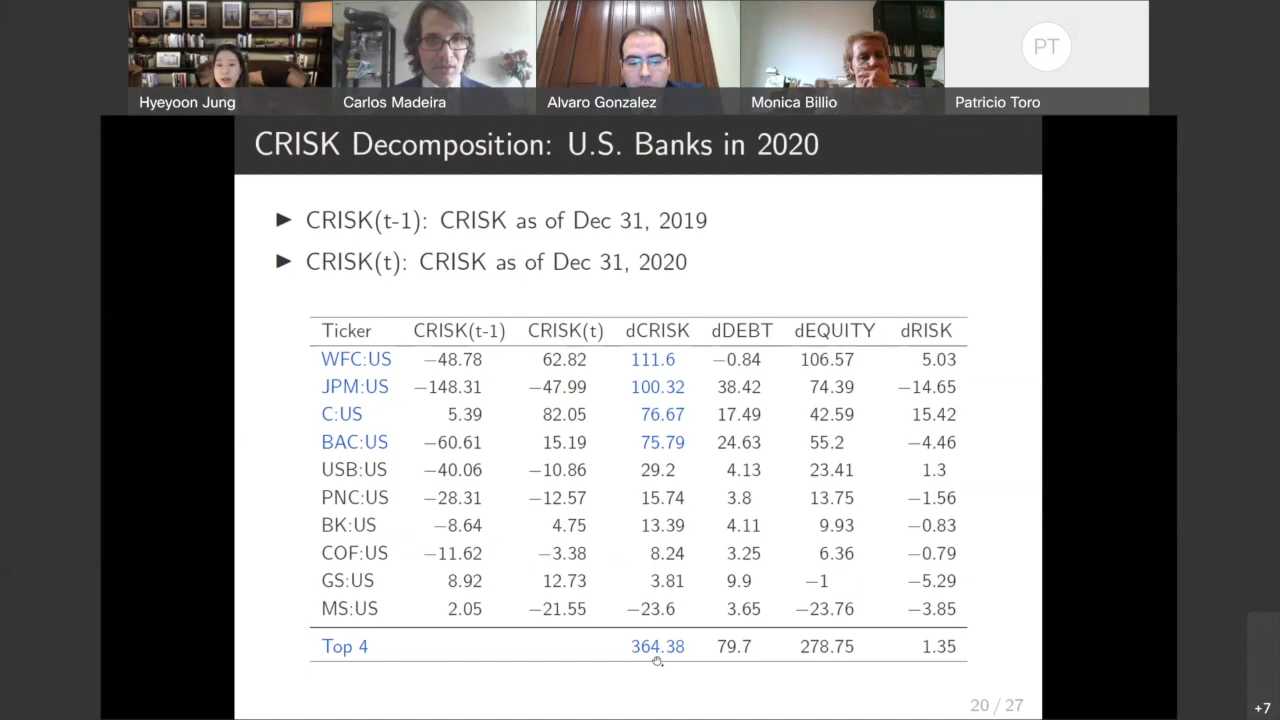 PT
Hyeyoon Jung
Carlos Madeira
Alvaro Gonzalez
Monica Billio
Patricio Toro
CRISK Decomposition: U.S. Banks in 2020
► CRISK(t-1): CRISK as of Dec 31, 2019
► CRISK(t): CRISK as of Dec 31, 2020
Ticker CRISK(t-1) CRISK(t) dCRISK dDEBT dEQUITY dRISK
WFC:US −48.78 62.82 111.6 −0.84 106.57 5.03
JPM:US −148.31 −47.99 100.32 38.42 74.39 −14.65
C:US 5.39 82.05 76.67 17.49 42.59 15.42
BAC:US −60.61 15.19 75.79 24.63 55.2 −4.46
USB:US −40.06 −10.86 29.2 4.13 23.41 1.3
PNC:US −28.31 −12.57 15.74 3.8 13.75 −1.56
BK:US −8.64 4.75 13.39 4.11 9.93 −0.83
COF:US −11.62 −3.38 8.24 3.25 6.36 −0.79
GS:US 8.92 12.73 3.81 9.9 −1 −5.29
MS:US 2.05 −21.55 −23.6 3.65 −23.76 −3.85
Top 4 364.38 79.7 278.75 1.35
20 / 27
+7